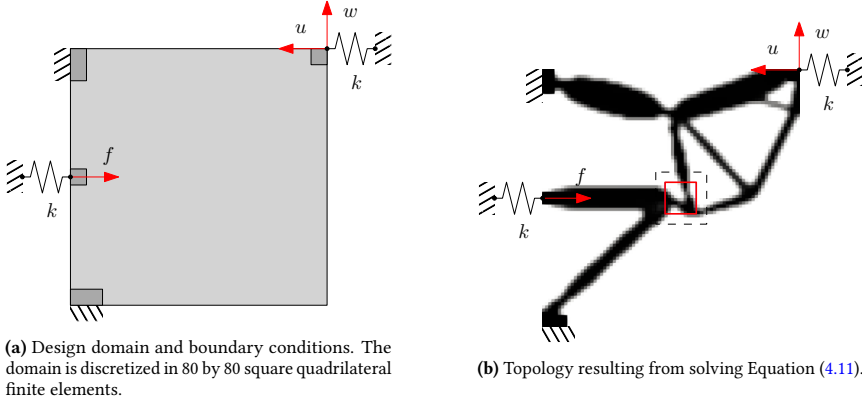 w
u
k
f
k
(a) Design domain and boundary conditions. The
domain is discretized in 80 by 80 square quadrilateral
finite elements.
w
u
k
f
k
(b) Topology resulting from solving Equation (4.11).